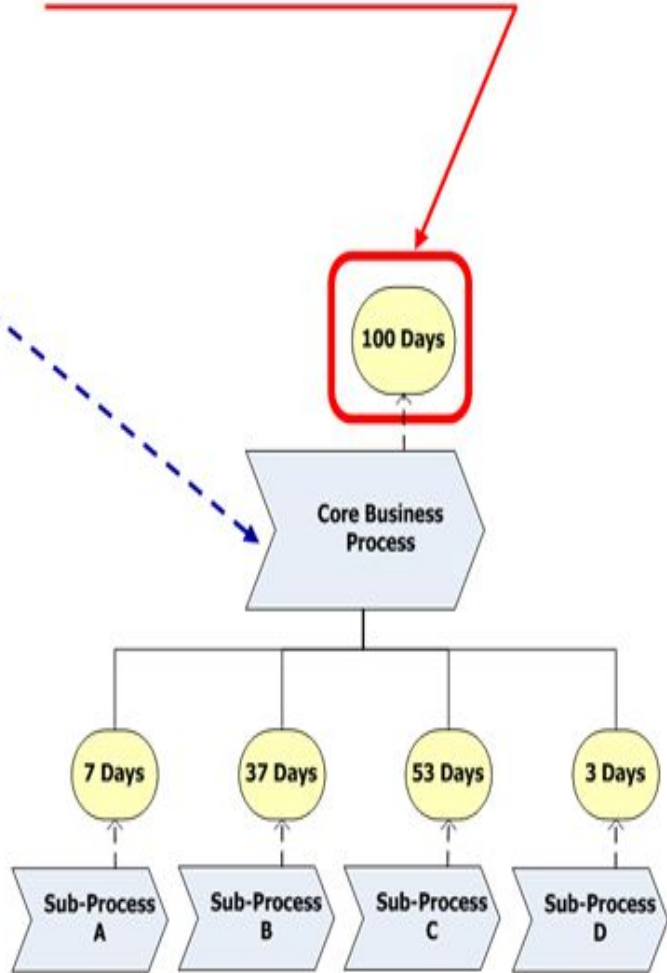 100 Days
Core Business
Process
7 Days
37 Days
53 Days
3 Days
Sub-Process
A
Sub-Process
B
Sub-Process
C
Sub-Process
D